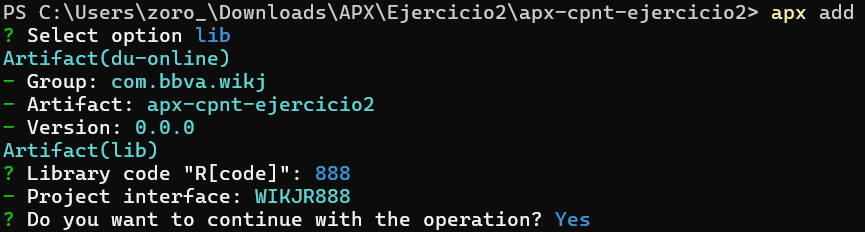 PS C:\Users\zoro_\Downloads\APX\Ejercicio2\apx-cpnt-ejercicio2> apx add
? Select option lib
Artifact(du-online)
- Group: com.bbva.wikj
- Artifact: apx-cpnt-ejercicio2
- Version: 0.0.0
Artifact(lib)
? Library code "R[code]": 888
- Project interface: WIKJR888
? Do you want to continue with the operation? Yes